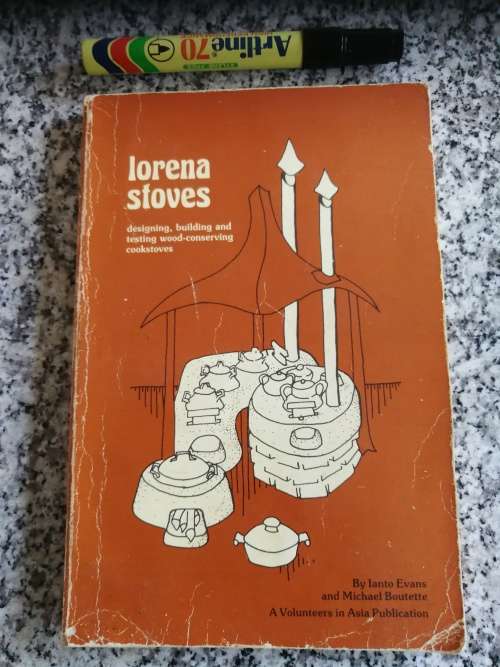 Artline 70
lorena
stoves
designing, building and
testing wood-conserving
cookstoves
By Ianto Evans
and Michael Boutette
A Volunteers in Asia Publication